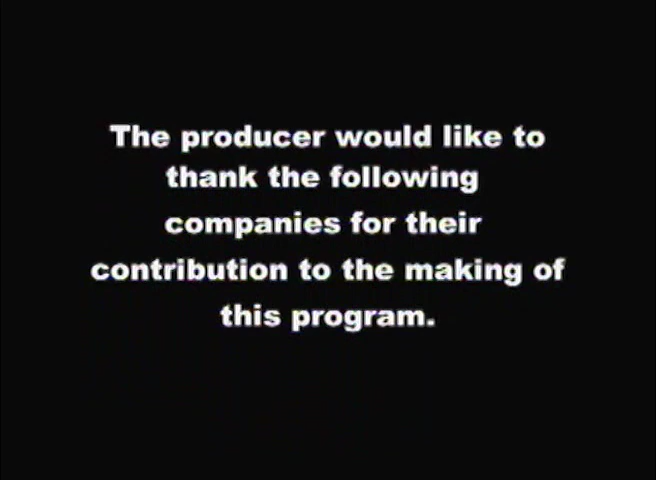 The producer would like to
thank the following
companies for their
contribution to the making of
this program.